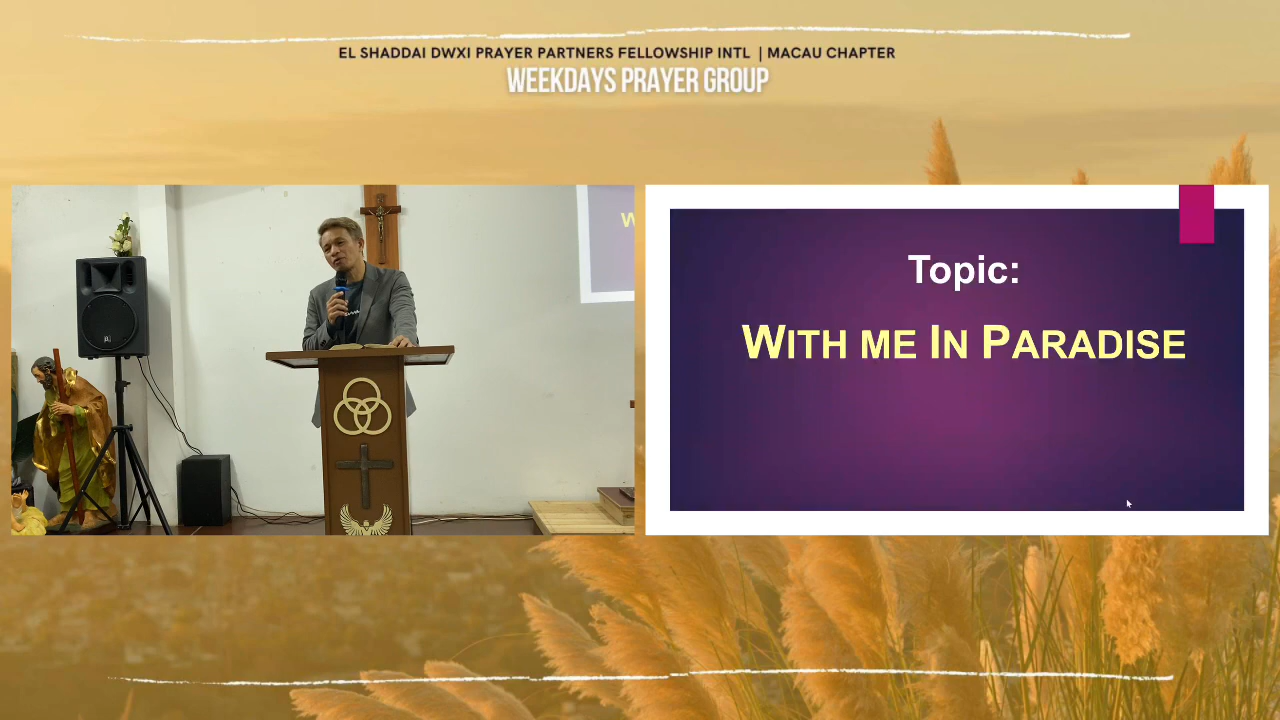 EL SHADDAI DWXI PRAYER PARTNERS FELLOWSHIP INTL | MACAU CHAPTER
WEEKDAYS PRAYER GROUP
W
Topic:
WITH ME IN PARADISE